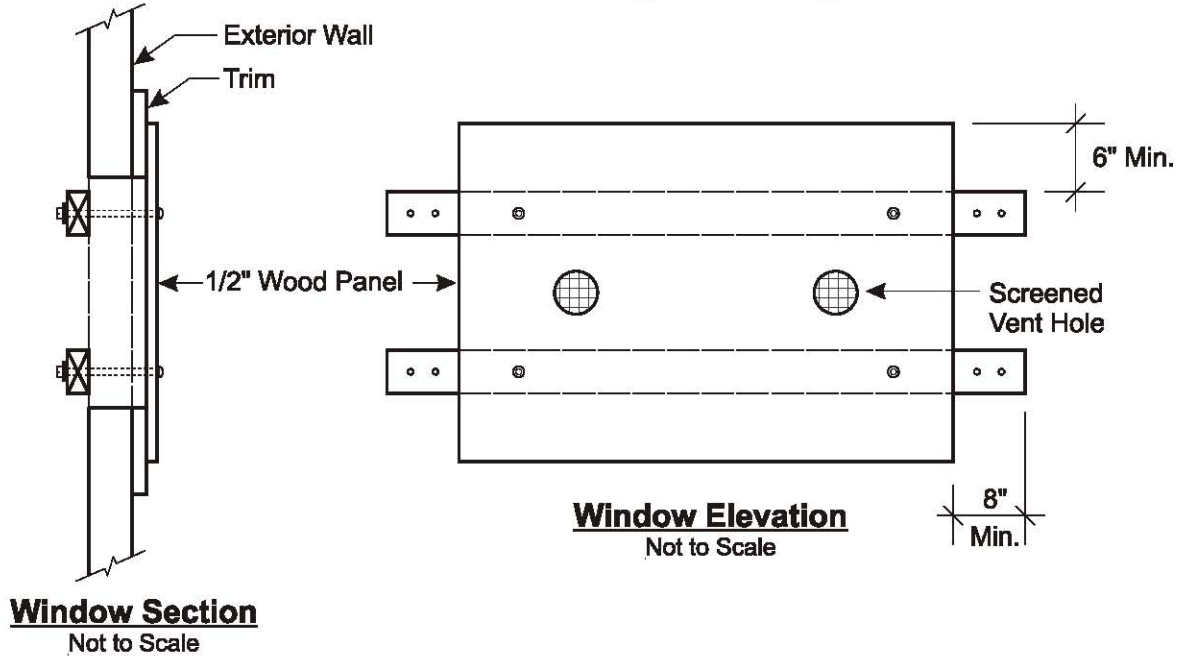 Exterior Wall
Trim
6" Min.
1/2" Wood Panel
Screened
Vent Hole
8"
Min.
Window Elevation
Not to Scale
Window Section
Not to Scale